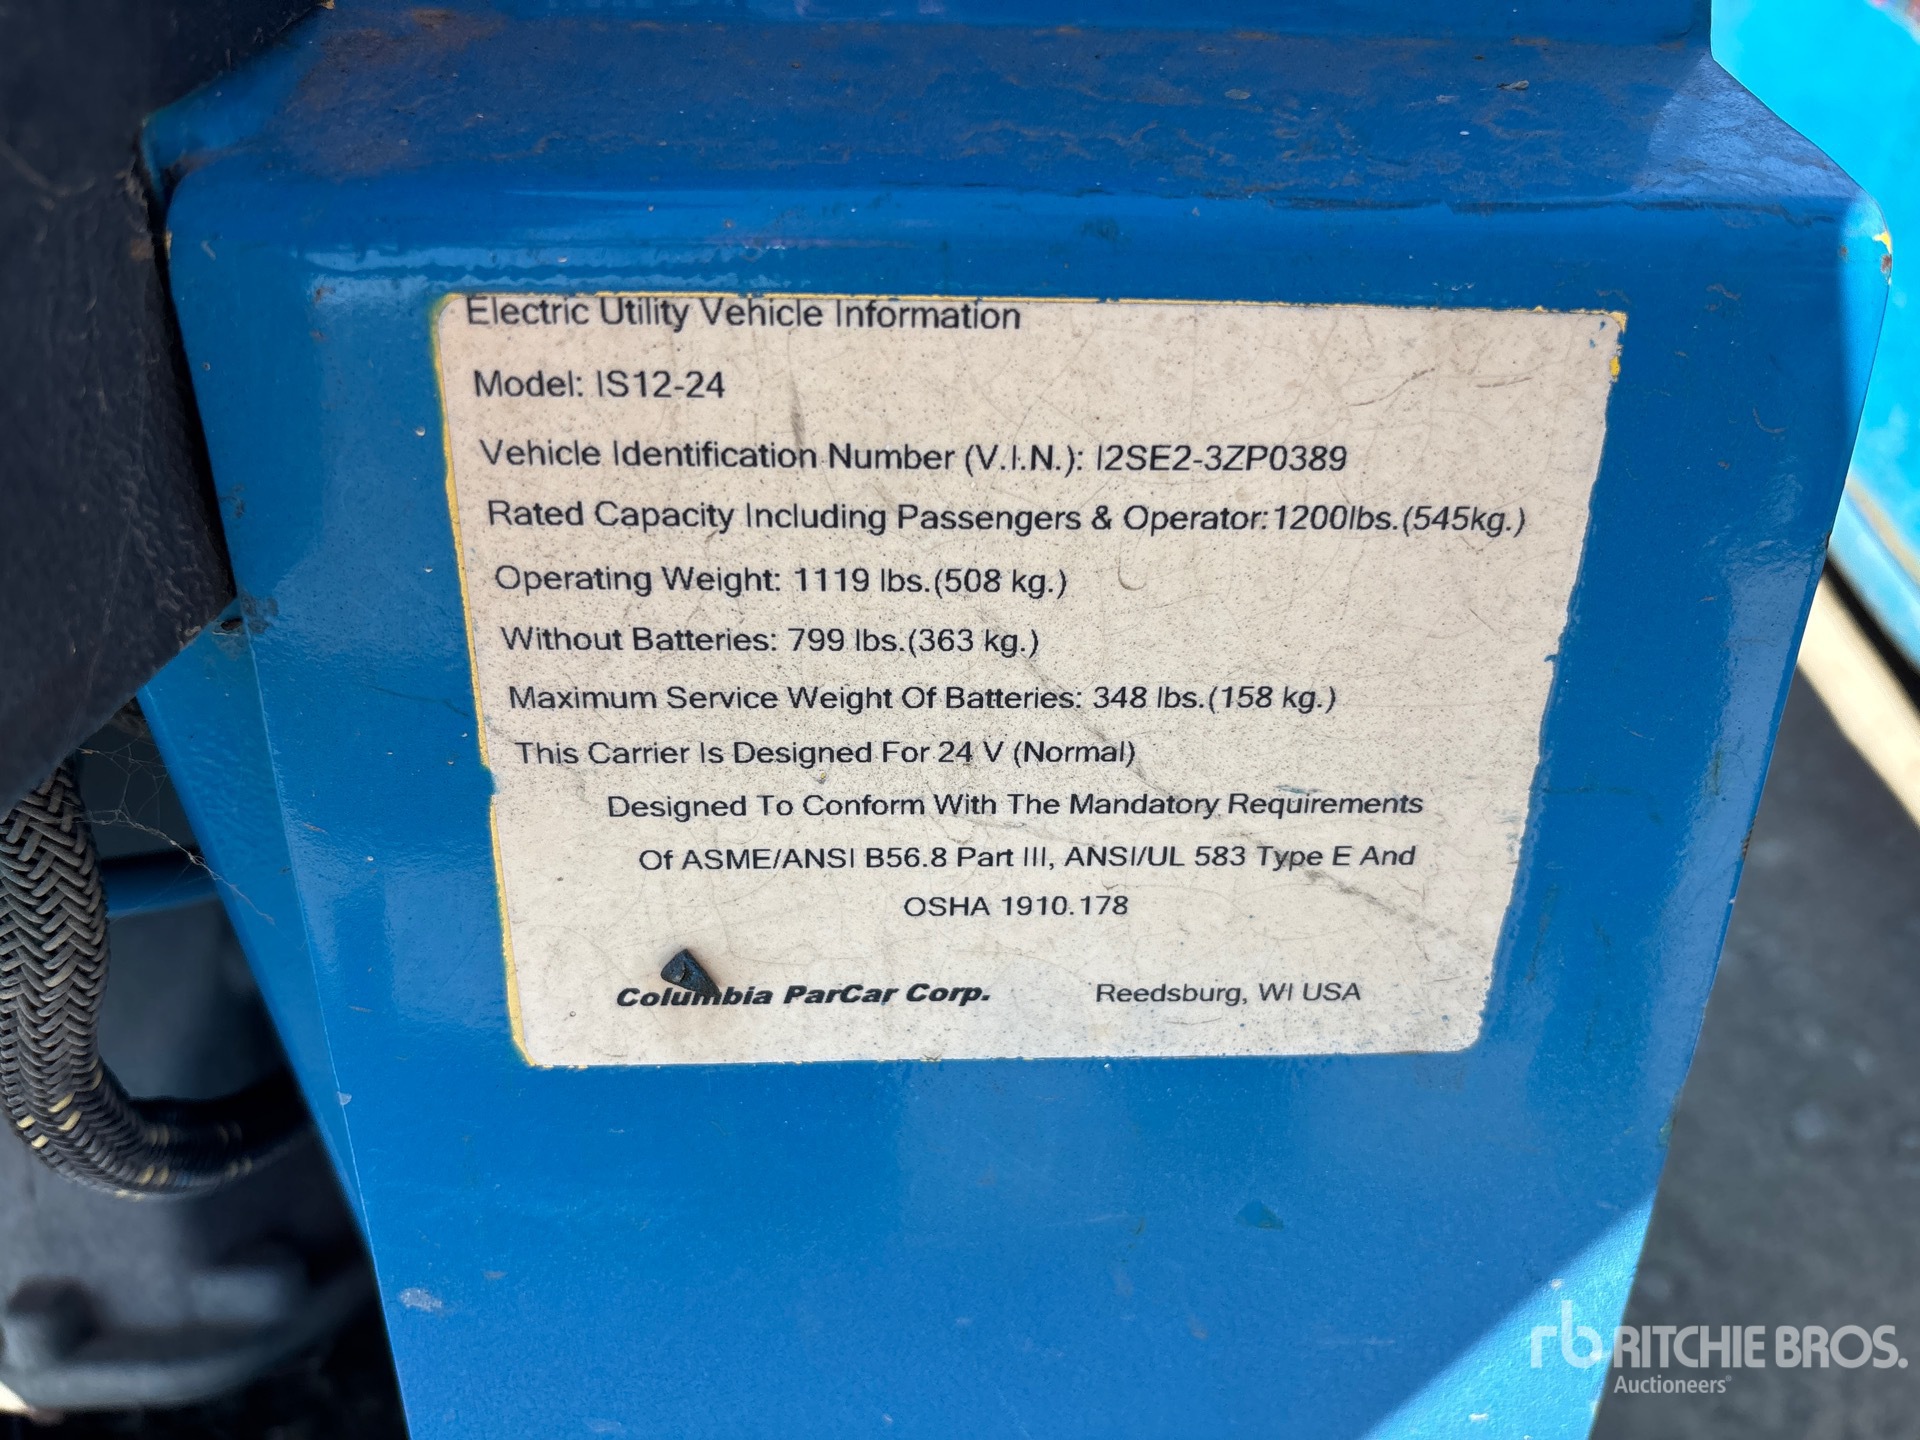 Electric Utility Vehicle Information
Model: IS12-24
Vehicle Identification Number (V.I.N.): I2SE2-3ZP0389
Rated Capacity Including Passengers & Operator:1200lbs.(545kg.)
Operating Weight: 1119 lbs.(508 kg.)
Without Batteries: 799 lbs.(363 kg.)
Maximum Service Weight Of Batteries: 348 lbs.(158 kg.)
This Carrier Is Designed For 24 V (Normal)
Designed To Conform With The Mandatory Requirements
Of ASME/ANSI B56.8 Part III, ANSI/UL 583 Type E And
OSHA 1910.178
Columbia ParCar Corp. Reedsburg, WI USA
rb RITCHIE BROS.
Auctioneers®